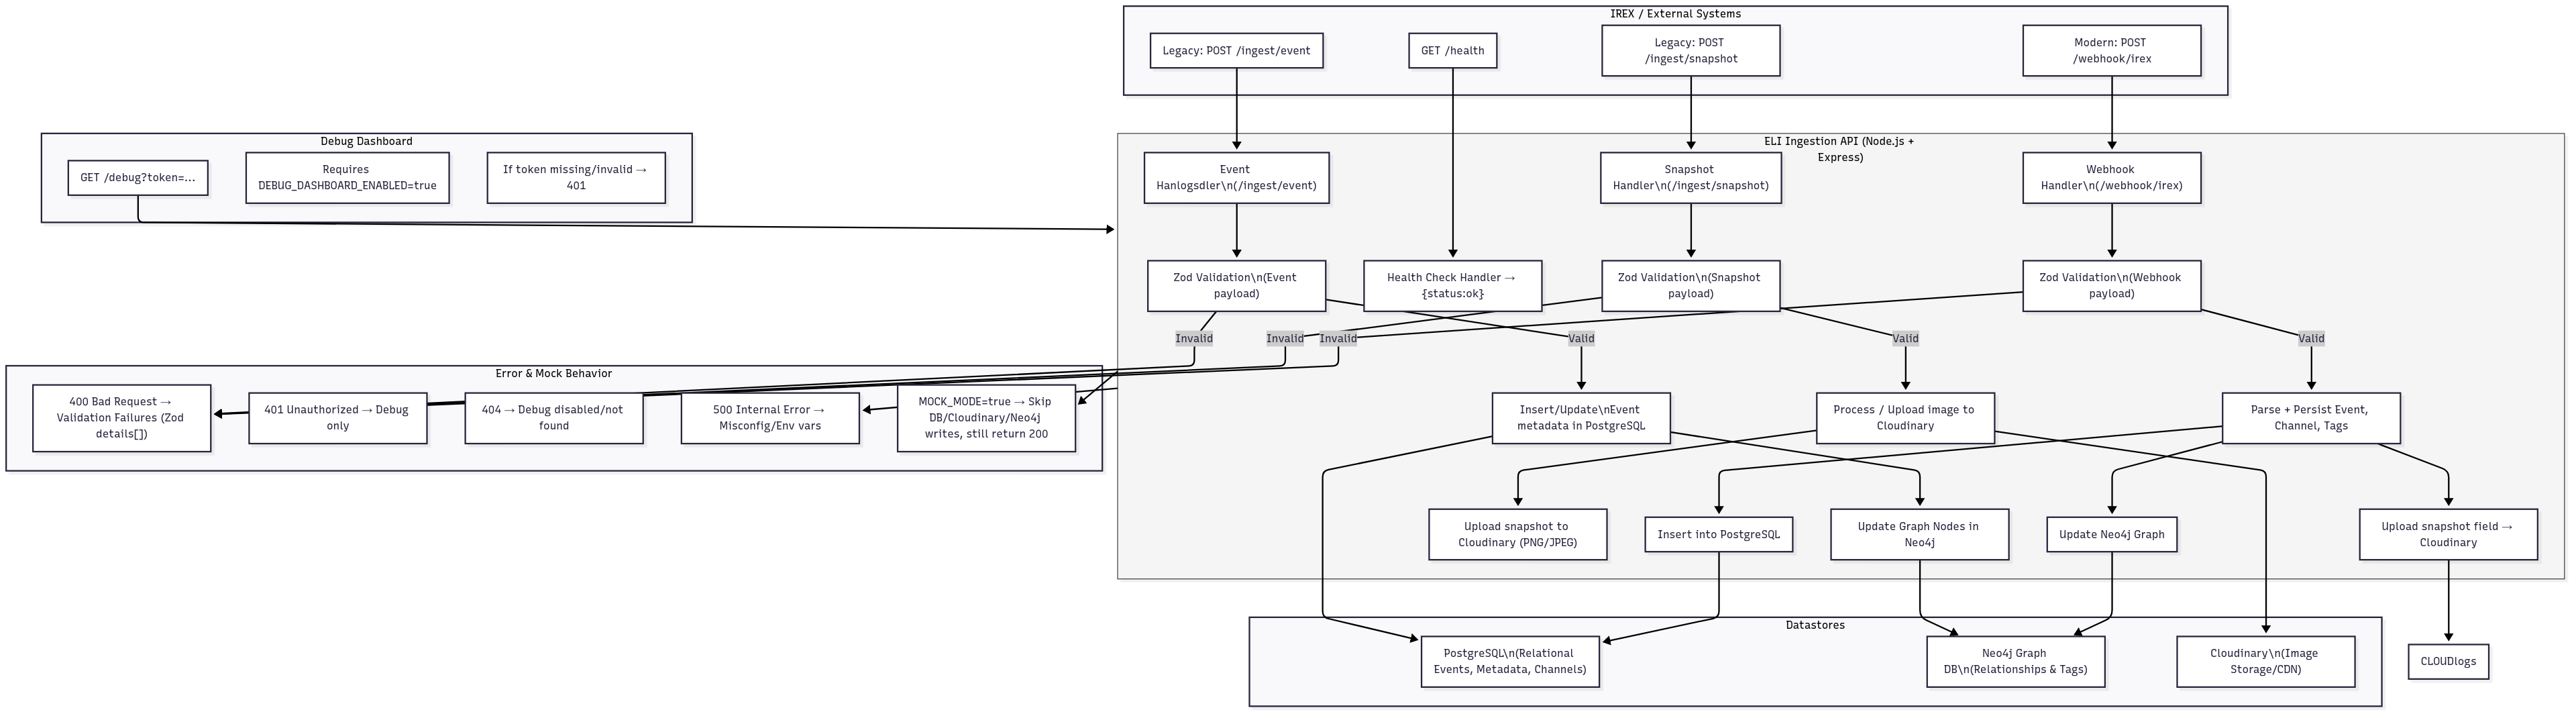 IREX / External Systems
Legacy: POST /ingest/event
GET /health
Legacy: POST
/ingest/snapshot
Modern: POST
/webhook/irex
Debug Dashboard
GET /debug?token=...
Requires
DEBUG_DASHBOARD_ENABLED=true
If token missing/invalid →
401
ELI Ingestion API (Node.js +
Express)
Event
Hanlogsdler\n(/ingest/event)
Snapshot
Handler\n(/ingest/snapshot)
Webhook
Handler\n(/webhook/irex)
Zod Validation\n(Event
payload)
Health Check Handler →
{status:ok}
Zod Validation\n(Snapshot
payload)
Zod Validation\n(Webhook
payload)
Invalid
Invalid
Invalid
Valid
Valid
Valid
Error & Mock Behavior
400 Bad Request →
Validation Failures (Zod
details[])
401 Unauthorized → Debug
only
404 → Debug disabled/not
found
500 Internal Error →
Misconfig/Env vars
MOCK_MODE=true → Skip
DB/Cloudinary/Neo4j
writes, still return 200
Insert/Update\nEvent
metadata in PostgreSQL
Process / Upload image to
Cloudinary
Parse + Persist Event,
Channel, Tags
Upload snapshot to
Cloudinary (PNG/JPEG)
Insert into PostgreSQL
Update Graph Nodes in
Neo4j
Update Neo4j Graph
Upload snapshot field →
Cloudinary
Datastores
PostgreSQL\n(Relational
Events, Metadata, Channels)
Neo4j Graph
DB\n(Relationships & Tags)
Cloudinary\n(Image
Storage/CDN)
CLOUDlogs